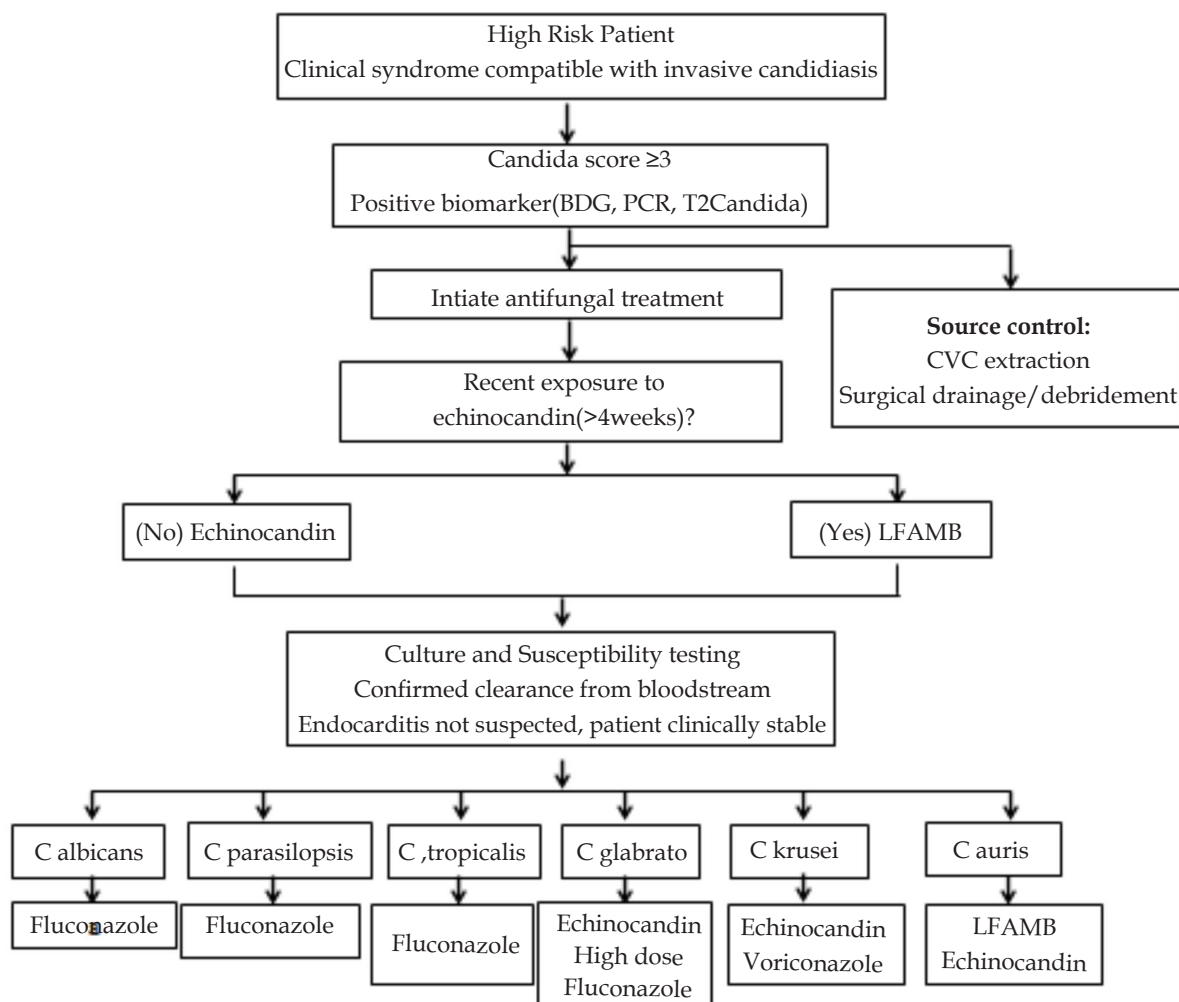 High Risk Patient
Clinical syndrome compatible with invasive candidiasis
Candida score ≥3
Positive biomarker(BDG, PCR, T2Candida)
Intiate antifungal treatment
Source control:
CVC extraction
Surgical drainage/debridement
Recent exposure to
echinocandin(>4weeks)?
(No) Echinocandin
(Yes) LFAMB
Culture and Susceptibility testing
Confirmed clearance from bloodstream
Endocarditis not suspected, patient clinically stable
C albicans
C parasilopsis
C ,tropicalis
C glabrato
C krusei
C auris
Fluconazole
Fluconazole
Fluconazole
Echinocandin
High dose
Fluconazole
Echinocandin
Voriconazole
LFAMB
Echinocandin